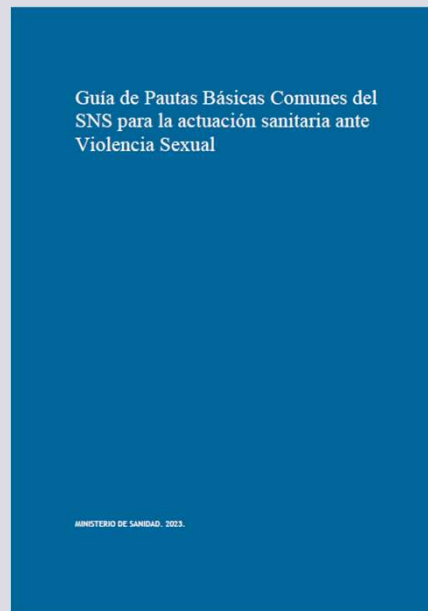 Guía de Pautas Básicas Comunes del
SNS para la actuación sanitaria ante
Violencia Sexual
MINISTERIO DE SANIDAD. 2023.